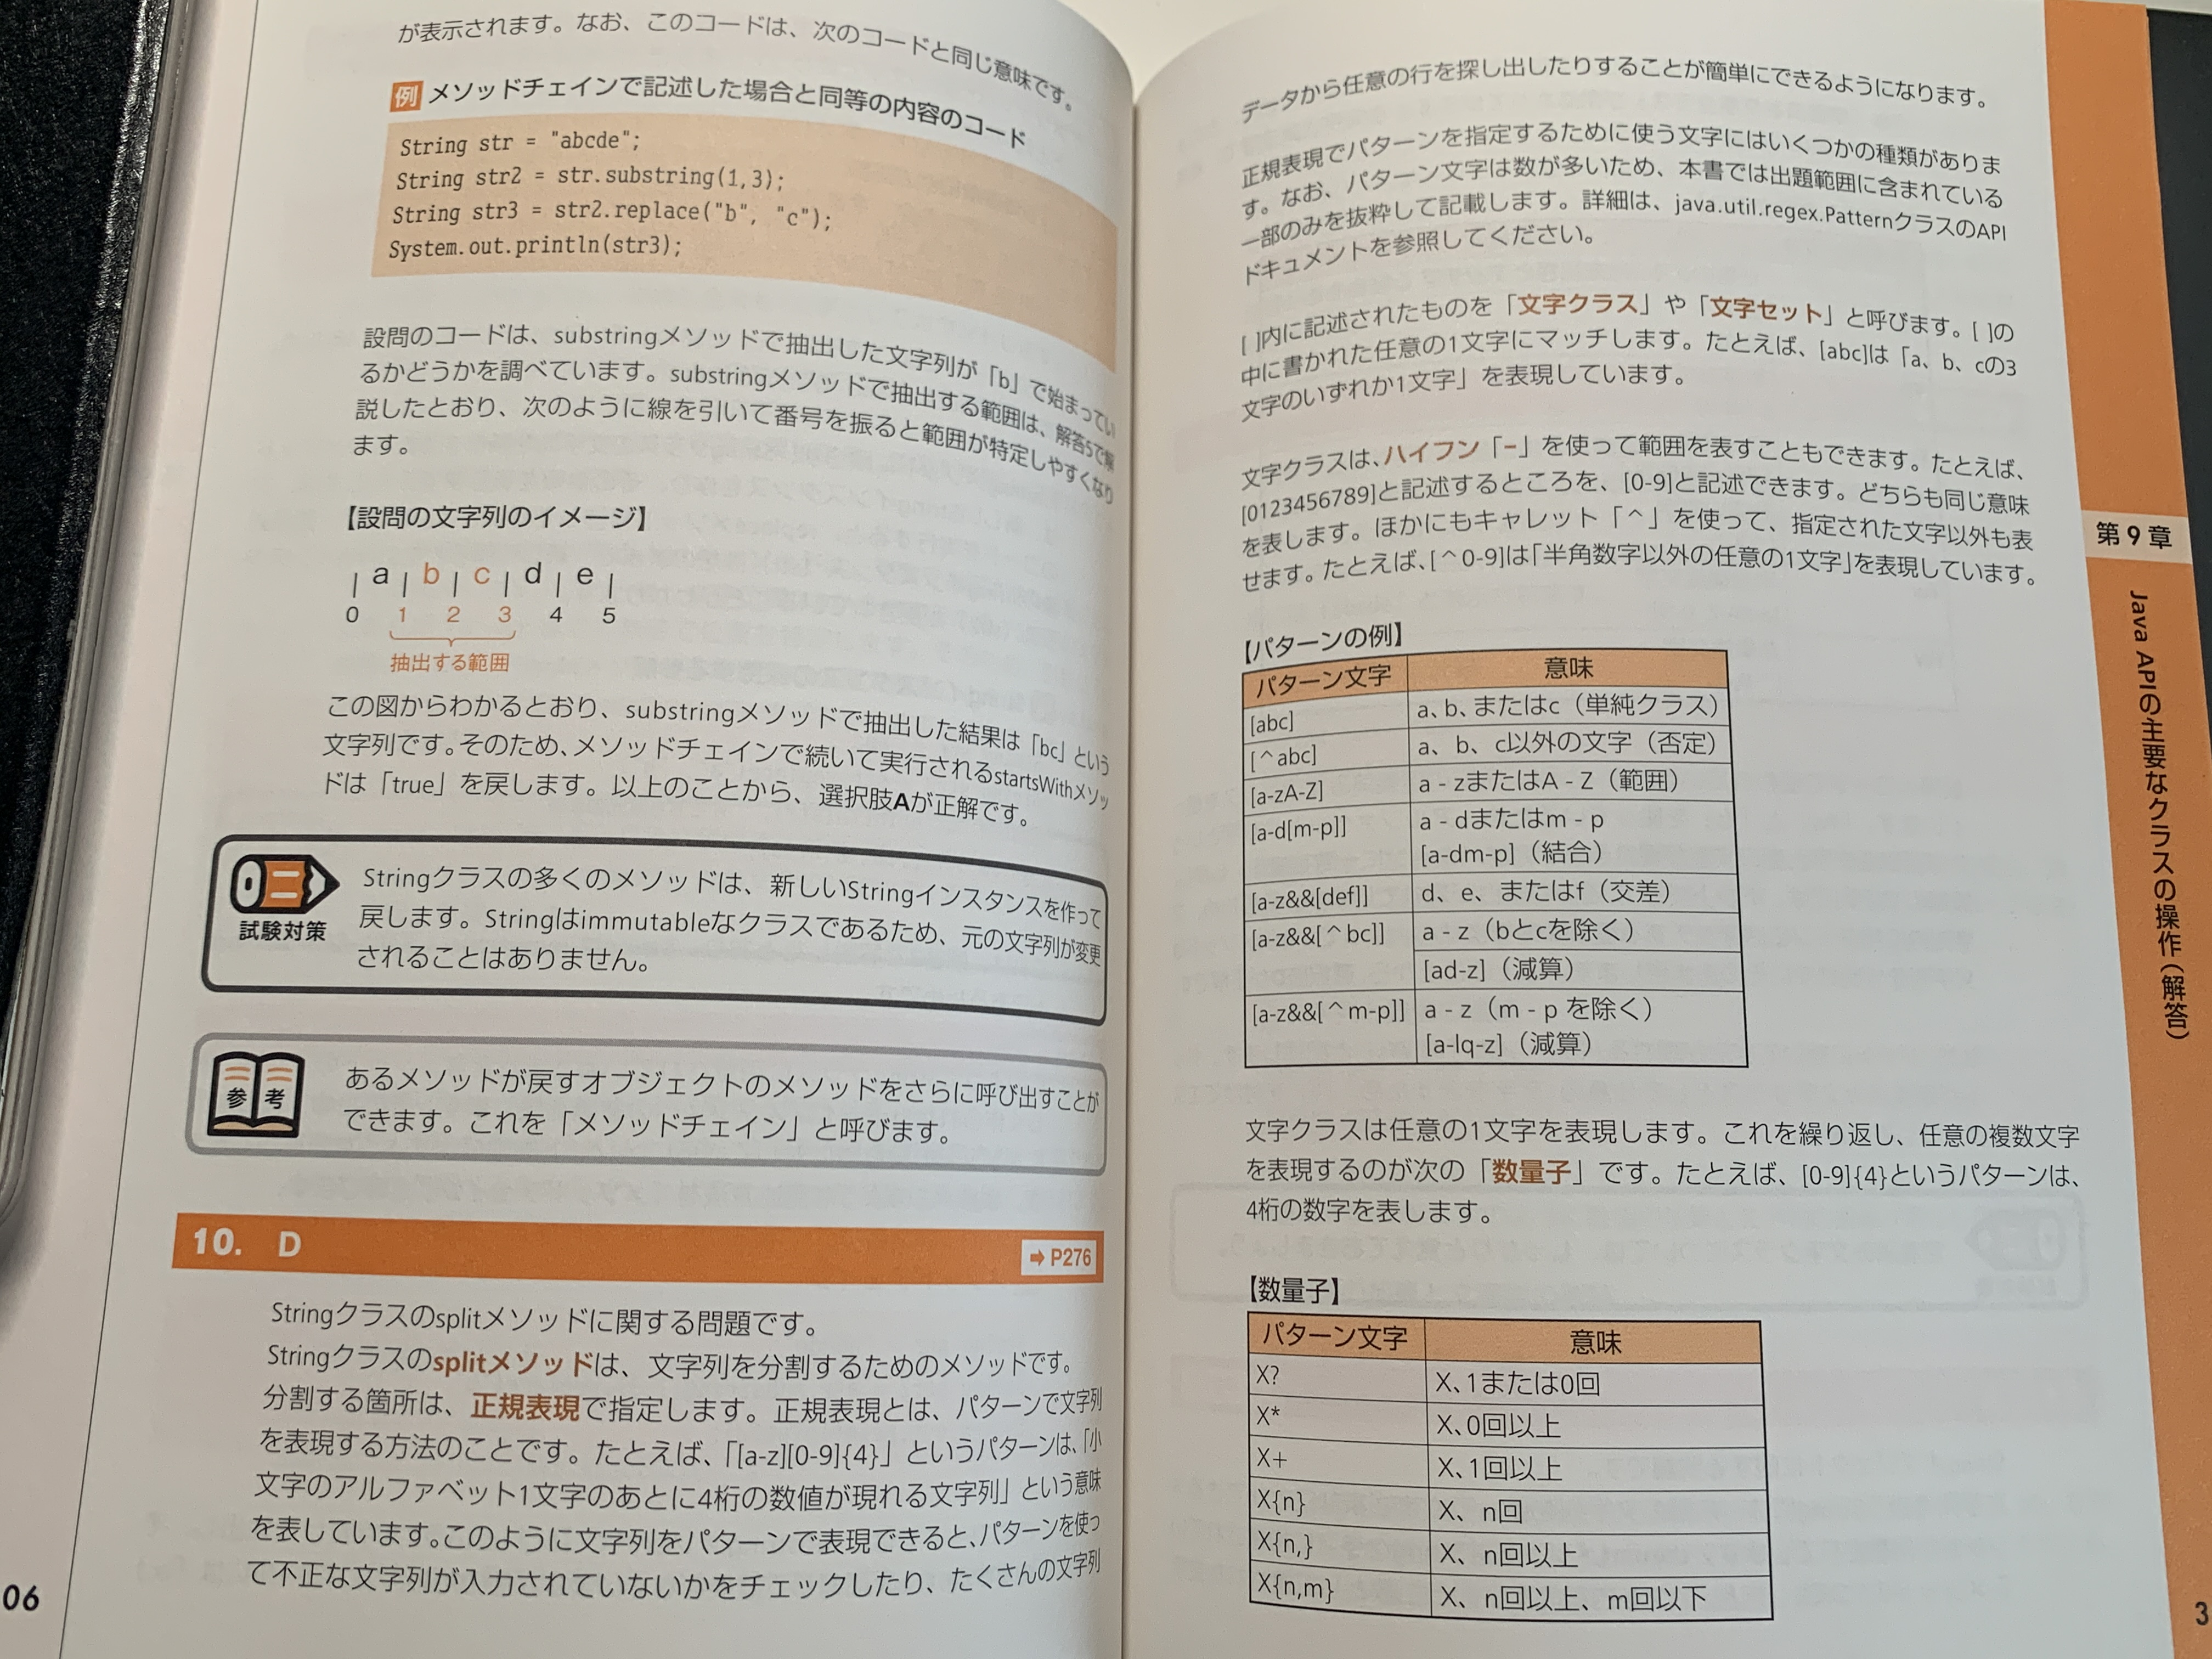 が表示されます。なお、このコードは、次のコードと同じ意味です。
例 メソッドチェインで記述した場合と同等の内容のコード
String str = "abcde";
String str2 = str.substring(1,3);
String str3 = str2.replace("b", "c");
System.out.println(str3);
設問のコードは、substringメソッドで抽出した文字列が「b」で始まってい
るかどうかを調べています。substringメソッドで抽出する範囲は、解答5で解
説したとおり、次のように線を引いて番号を振ると範囲が特定しやすくなり
ます。
【設問の文字列のイメージ】
| a | b | c | d | e |
0 1 2 3 4 5
抽出する範囲
この図からわかるとおり、substringメソッドで抽出した結果は「bc」という
文字列です。そのため、メソッドチェインで続いて実行されるstartsWithメソッ
ドは「true」を戻します。以上のことから、選択肢Aが正解です。
試験対策
Stringクラスの多くのメソッドは、新しいStringインスタンスを作って
戻します。Stringはimmutableなクラスであるため、元の文字列が変更
されることはありません。
参考
あるメソッドが戻すオブジェクトのメソッドをさらに呼び出すことが
できます。これを「メソッドチェイン」と呼びます。
10. D ➡ P276
Stringクラスのsplitメソッドに関する問題です。
Stringクラスのsplitメソッドは、文字列を分割するためのメソッドです。
分割する箇所は、正規表現で指定します。正規表現とは、パターンで文字列
を表現する方法のことです。たとえば、「[a-z][0-9]{4}」というパターンは、「小
文字のアルファベット1文字のあとに4桁の数値が現れる文字列」という意味
を表しています。このように文字列をパターンで表現できると、パターンを使っ
て不正な文字列が入力されていないかをチェックしたり、たくさんの文字列
06
データから任意の行を探し出したりすることが簡単にできるようになります。
正規表現でパターンを指定するために使う文字にはいくつかの種類がありま
す。なお、パターン文字は数が多いため、本書では出題範囲に含まれている
一部のみを抜粋して記載します。詳細は、java.util.regex.PatternクラスのAPI
ドキュメントを参照してください。
[ ]内に記述されたものを「文字クラス」や「文字セット」と呼びます。[ ]の
中に書かれた任意の1文字にマッチします。たとえば、[abc]は「a、b、cの3
文字のいずれか1文字」を表現しています。
文字クラスは、ハイフン「-」を使って範囲を表すこともできます。たとえば、
[0123456789]と記述するところを、[0-9]と記述できます。どちらも同じ意味
を表します。ほかにもキャレット「^」を使って、指定された文字以外も表
せます。たとえば、[^0-9]は「半角数字以外の任意の1文字」を表現しています。
【パターンの例】
パターン文字 意味
[abc] a、b、またはc（単純クラス）
[^abc] a、b、c以外の文字（否定）
[a-zA-Z] a - zまたはA - Z（範囲）
[a-d[m-p]] a - dまたはm - p
[a-dm-p]（結合）
[a-z&&[def]] d、e、またはf（交差）
[a-z&&[^bc]] a - z（bとcを除く）
[ad-z]（減算）
[a-z&&[^m-p]] a - z（m - p を除く）
[a-lq-z]（減算）
文字クラスは任意の1文字を表現します。これを繰り返し、任意の複数文字
を表現するのが次の「数量子」です。たとえば、[0-9]{4}というパターンは、
4桁の数字を表します。
【数量子】
パターン文字 意味
X? X、1または0回
X* X、0回以上
X+ X、1回以上
X{n} X、n回
X{n,} X、n回以上
X{n,m} X、n回以上、m回以下
第9章
Java APIの主要なクラスの操作（解答）
3